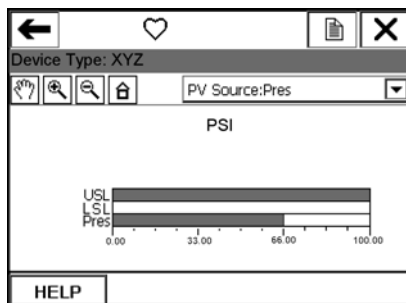 Device Type: XYZ
PV Source:Pres
PSI
USL
LSL
Pres
0.00 33.00 66.00 100.00
HELP